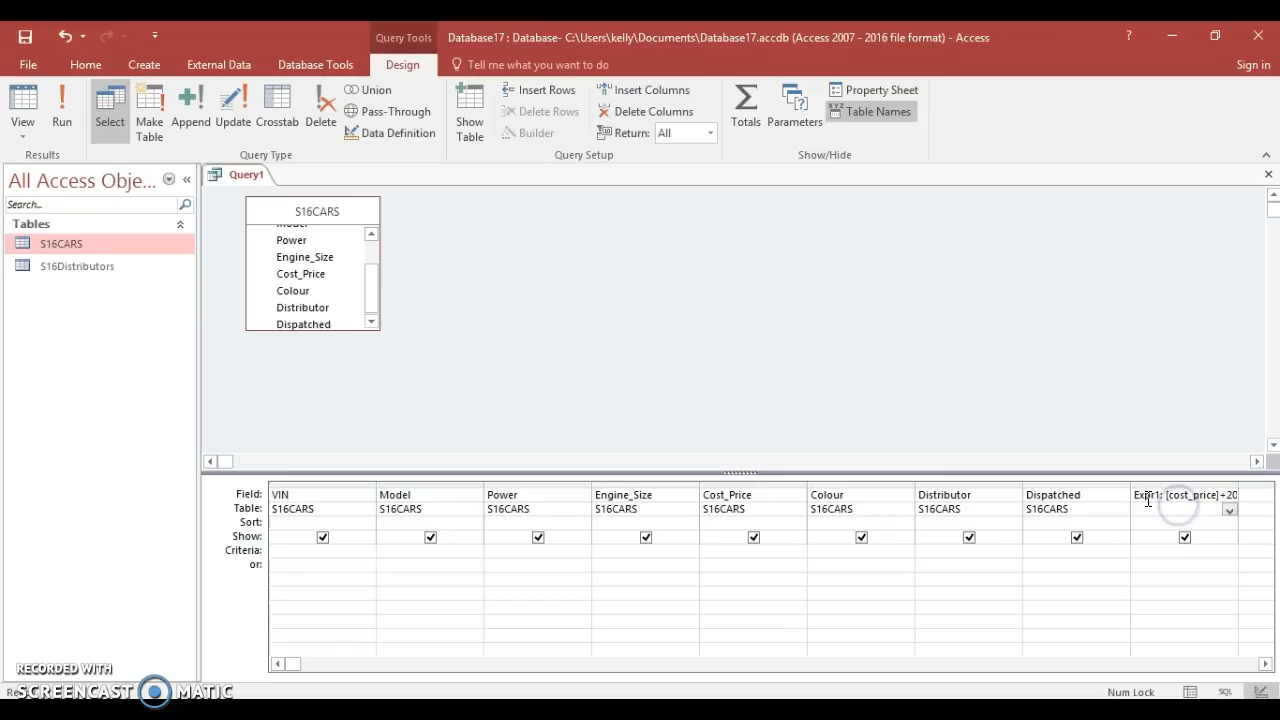 Query Tools
Database17 : Database- C:\Users\kelly\Documents\Database17.accdb (Access 2007 - 2016 file format) - Access
?
File Home Create External Data Database Tools Design Tell me what you want to do Sign in
View Run Select Make Table Append Update Crosstab Delete
Union
Pass-Through
Data Definition
Show Table
Insert Rows
Delete Rows
Builder
Insert Columns
Delete Columns
Return: All
Totals Parameters
Property Sheet
Table Names
Results Query Type Query Setup Show/Hide
All Access Obje...
Search...
Tables
S16CARS
S16Distributors
Query1
S16CARS
Power
Engine_Size
Cost_Price
Colour
Distributor
Dispatched
Field: VIN Model Power Engine_Size Cost_Price Colour Distributor Dispatched Expr1: [cost_price]+20
Table: S16CARS S16CARS S16CARS S16CARS S16CARS S16CARS S16CARS S16CARS
Sort:
Show:
Criteria:
or:
RECORDED WITH
SCREENCAST MATIC
Num Lock SQL